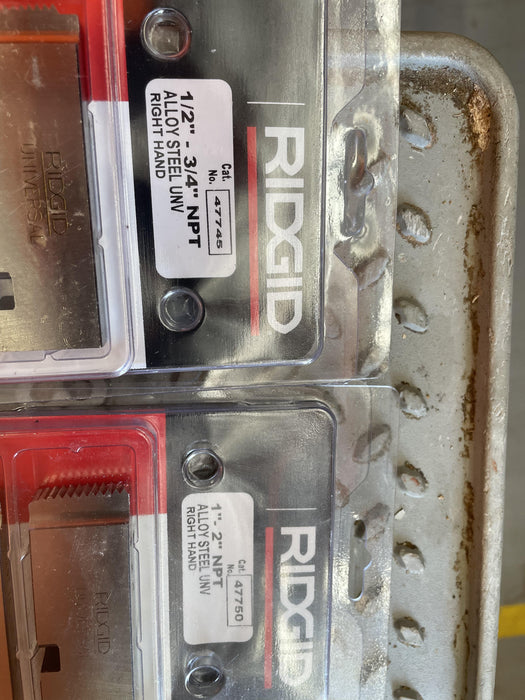 RIDGID
Cat.
No. 47745
1/2" - 3/4" NPT
ALLOY STEEL UNV
RIGHT HAND
RIDGID
UNIVERSAL
RIDGID
Cat.
No. 47750
1"- 2" NPT
ALLOY STEEL UNV
RIGHT HAND
RIDGID